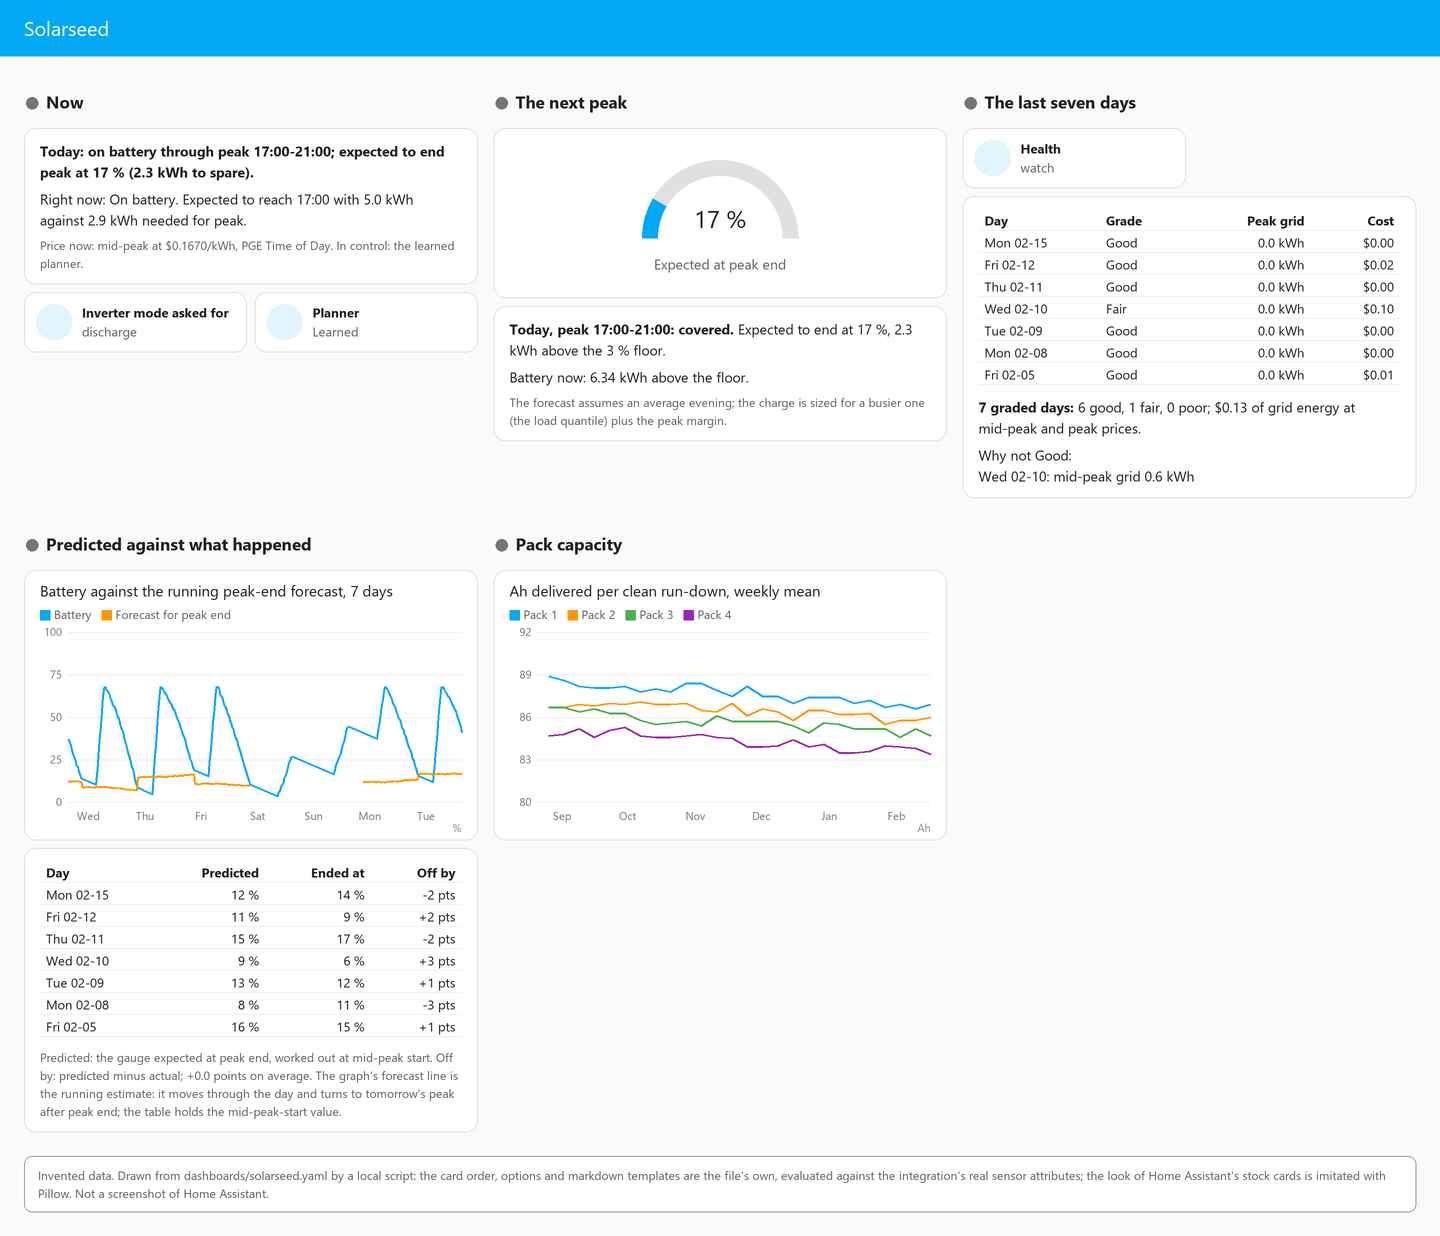 Solarseed
Now
Today: on battery through peak 17:00-21:00; expected to end
peak at 17 % (2.3 kWh to spare).
Right now: On battery. Expected to reach 17:00 with 5.0 kWh
against 2.9 kWh needed for peak.
Price now: mid-peak at $0.1670/kWh, PGE Time of Day. In control: the learned
planner.
Inverter mode asked for
discharge
Planner
Learned
The next peak
17 %
Expected at peak end
Today, peak 17:00-21:00: covered. Expected to end at 17 %, 2.3
kWh above the 3 % floor.
Battery now: 6.34 kWh above the floor.
The forecast assumes an average evening; the charge is sized for a busier one
(the load quantile) plus the peak margin.
The last seven days
Health
watch
Day Grade Peak grid Cost
Mon 02-15 Good 0.0 kWh $0.00
Fri 02-12 Good 0.0 kWh $0.02
Thu 02-11 Good 0.0 kWh $0.00
Wed 02-10 Fair 0.0 kWh $0.10
Tue 02-09 Good 0.0 kWh $0.00
Mon 02-08 Good 0.0 kWh $0.00
Fri 02-05 Good 0.0 kWh $0.01
7 graded days: 6 good, 1 fair, 0 poor; $0.13 of grid energy at
mid-peak and peak prices.
Why not Good:
Wed 02-10: mid-peak grid 0.6 kWh
Predicted against what happened
Battery against the running peak-end forecast, 7 days
Battery Forecast for peak end
100
75
50
25
0
Wed Thu Fri Sat Sun Mon Tue
%
Day Predicted Ended at Off by
Mon 02-15 12 % 14 % -2 pts
Fri 02-12 11 % 9 % +2 pts
Thu 02-11 15 % 17 % -2 pts
Wed 02-10 9 % 6 % +3 pts
Tue 02-09 13 % 12 % +1 pts
Mon 02-08 8 % 11 % -3 pts
Fri 02-05 16 % 15 % +1 pts
Predicted: the gauge expected at peak end, worked out at mid-peak start. Off
by: predicted minus actual; +0.0 points on average. The graph's forecast line is
the running estimate: it moves through the day and turns to tomorrow's peak
after peak end; the table holds the mid-peak-start value.
Pack capacity
Ah delivered per clean run-down, weekly mean
Pack 1 Pack 2 Pack 3 Pack 4
92
89
86
83
80
Sep Oct Nov Dec Jan Feb
Ah
Invented data. Drawn from dashboards/solarseed.yaml by a local script: the card order, options and markdown templates are the file's own, evaluated against the integration's real sensor attributes; the look of Home Assistant's stock cards is imitated with
Pillow. Not a screenshot of Home Assistant.